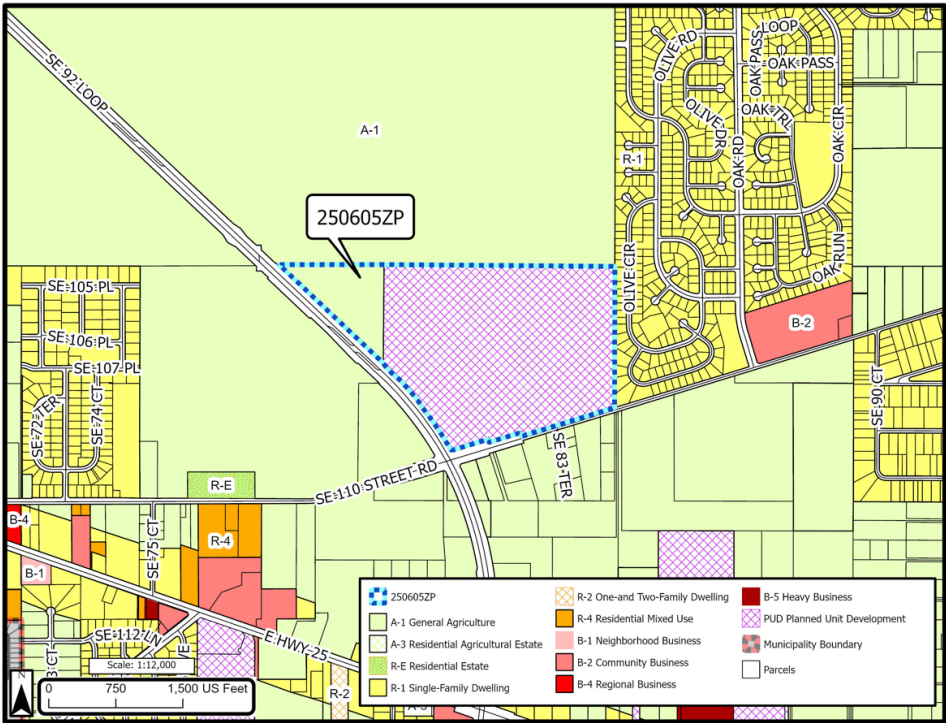 SE 92 LOOP
A-1
250605ZP
OLIVE RD
OAK PASS LOOP
OAK PASS
OLIVE DR
OAK TRL
OAK RD
OAK CIR
R-1
OLIVE CIR
OAK RUN
B-2
SE 105 PL
SE 106 PL
SE 107 PL
SE 72 TER
SE 74 CT
SE 90 CT
SE 83 TER
SE 110 STREET RD
R-E
B-4
R-4
SE 75 CT
B-1
SE 112 LN
E HWY 25
R-2
Scale: 1:12,000
N
0 750 1,500 US Feet
250605ZP
A-1 General Agriculture
A-3 Residential Agricultural Estate
R-E Residential Estate
R-1 Single-Family Dwelling
R-2 One-and Two-Family Dwelling
R-4 Residential Mixed Use
B-1 Neighborhood Business
B-2 Community Business
B-4 Regional Business
B-5 Heavy Business
PUD Planned Unit Development
Municipality Boundary
Parcels